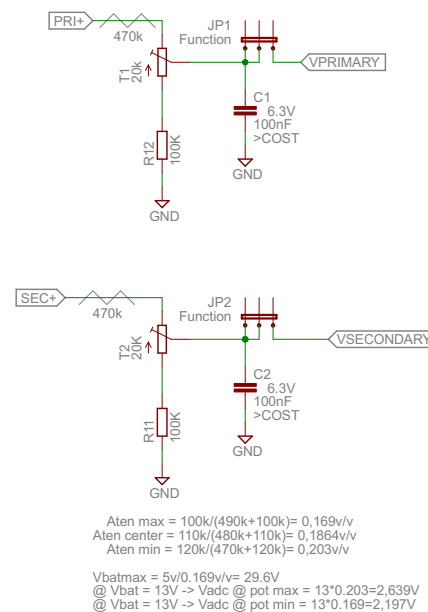 PRI+
470k
JP1
Function
VPRIMARY
T1
20k
C1
6.3V
100nF
>COST
R12
100K
GND
GND
SEC+
470k
JP2
Function
VSECONDARY
T2
20K
C2
6.3V
100nF
>COST
R11
100K
GND
GND
Aten max = 100k/(490k+100k)= 0,169v/v
Aten center = 110k/(480k+110k)= 0,1864v/v
Aten min = 120k/(470k+120k)= 0,203v/v
Vbatmax = 5v/0.169v/v= 29.6V
@ Vbat = 13V -> Vadc @ pot max = 13*0.203=2,639V
@ Vbat = 13V -> Vadc @ pot min = 13*0.169=2,197V